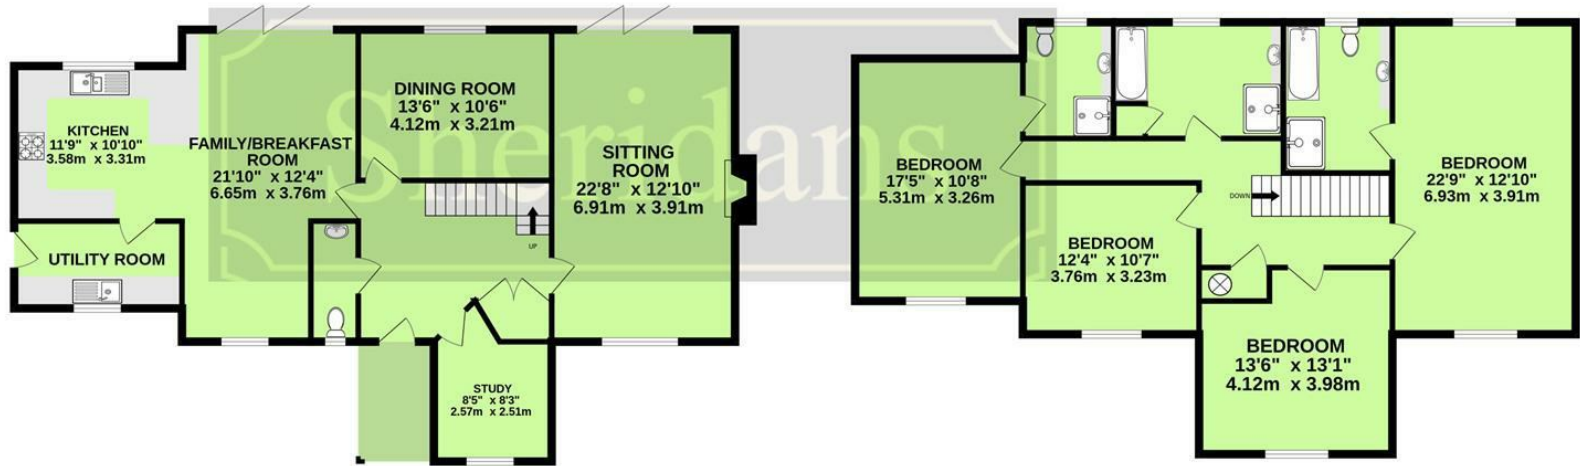 Sheridans
KITCHEN
11'9" x 10'10"
3.58m x 3.31m
FAMILY/BREAKFAST
ROOM
21'10" x 12'4"
6.65m x 3.76m
DINING ROOM
13'6" x 10'6"
4.12m x 3.21m
SITTING
ROOM
22'8" x 12'10"
6.91m x 3.91m
UTILITY ROOM
UP
STUDY
8'5" x 8'3"
2.57m x 2.51m
BEDROOM
17'5" x 10'8"
5.31m x 3.26m
BEDROOM
12'4" x 10'7"
3.76m x 3.23m
DOWN
BEDROOM
22'9" x 12'10"
6.93m x 3.91m
BEDROOM
13'6" x 13'1"
4.12m x 3.98m